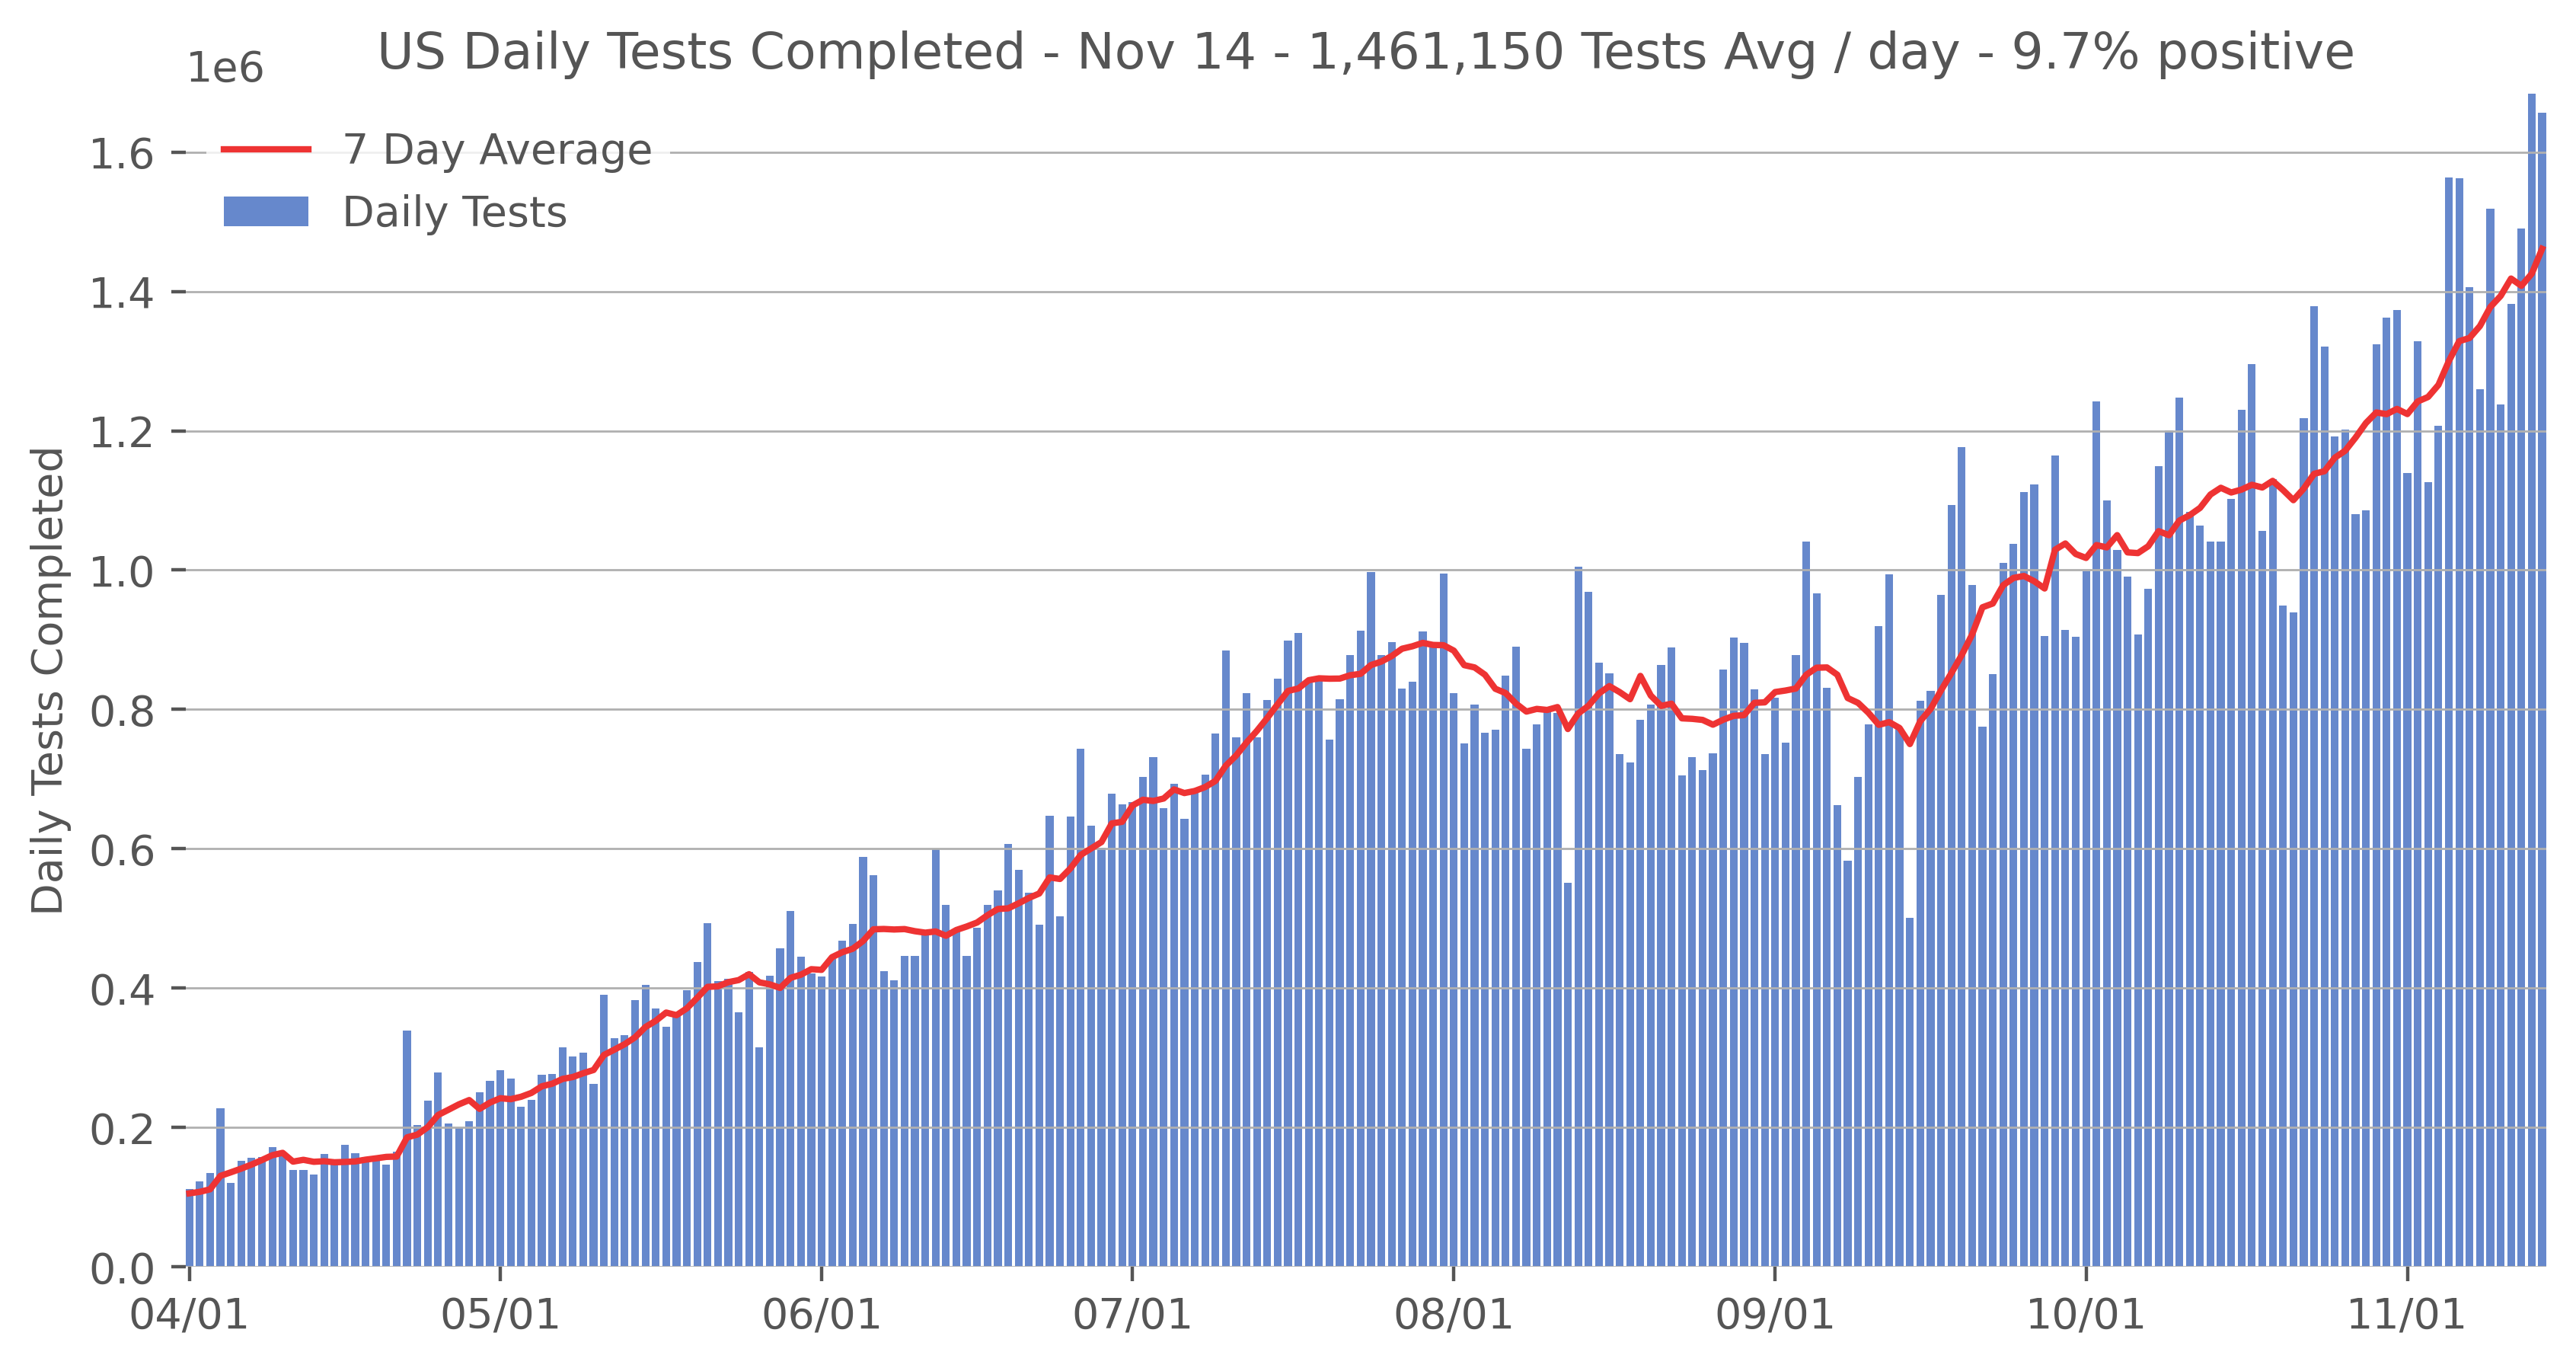 US Daily Tests Completed - Nov 14 - 1,461,150 Tests Avg / day - 9.7% positive
1e6
7 Day Average
Daily Tests
Daily Tests Completed
1.6
1.4
1.2
1.0
0.8
0.6
0.4
0.2
0.0
04/01 05/01 06/01 07/01 08/01 09/01 10/01 11/01